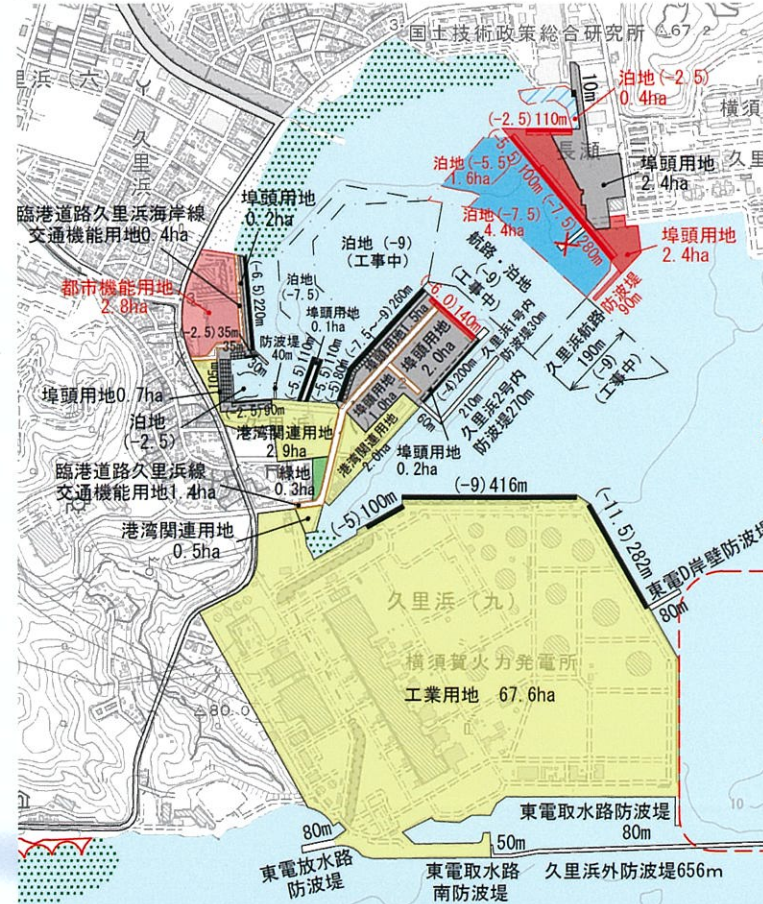 3
国土技術政策総合研究所
67.2
里浜(六)
久里浜
10m
泊地(-2.5)
0.4ha
横須
(-2.5)110m
長瀬
久里
泊地(-5.5)
1.6ha
(-5.5)100m
埠頭用地
2.4ha
(-7.5)280m
泊地(-7.5)
4.4ha
埠頭用地
2.4ha
防波堤
90m
臨港道路久里浜海岸線
交通機能用地0.4ha
埠頭用地
0.2ha
都市機能用地
2.8ha
(-6.5)220m
泊地
(-7.5)
泊地(-9)
(工事中)
航路・泊地
(-9)
(工事中)
久里浜航路
190m
(-9)
(工事中)
埠頭用地
0.1ha
(-7.5~-9)260m
(-6.0)140m
久里浜1号内
防波堤30m
(-2.5)35m
35m
30m
防波堤
40m
(-5.5)110m
(-5.5)110m
(-5)80m
埠頭用地1.5ha
埠頭用地
2.0ha
埠頭用地
1.0ha
(-4)200m
210m
久里浜2号内
防波堤270m
60m
105m
埠頭用地0.7ha
泊地
(-2.5)
(-2.5)90m
港湾関連用地
2.9ha
港湾関連用地
2.0ha
埠頭用地
0.2ha
臨港道路久里浜線
交通機能用地1.4ha
緑地
0.3ha
港湾関連用地
0.5ha
(-5)100m
(-9)416m
(-11.5)282m
東電D岸壁防波堤
80m
久里浜(九)
横須賀火力発電所
工業用地 67.6ha
80.0
10
80m
東電放水路
防波堤
東電取水路防波堤
80m
50m
東電取水路
南防波堤
久里浜外防波堤656m